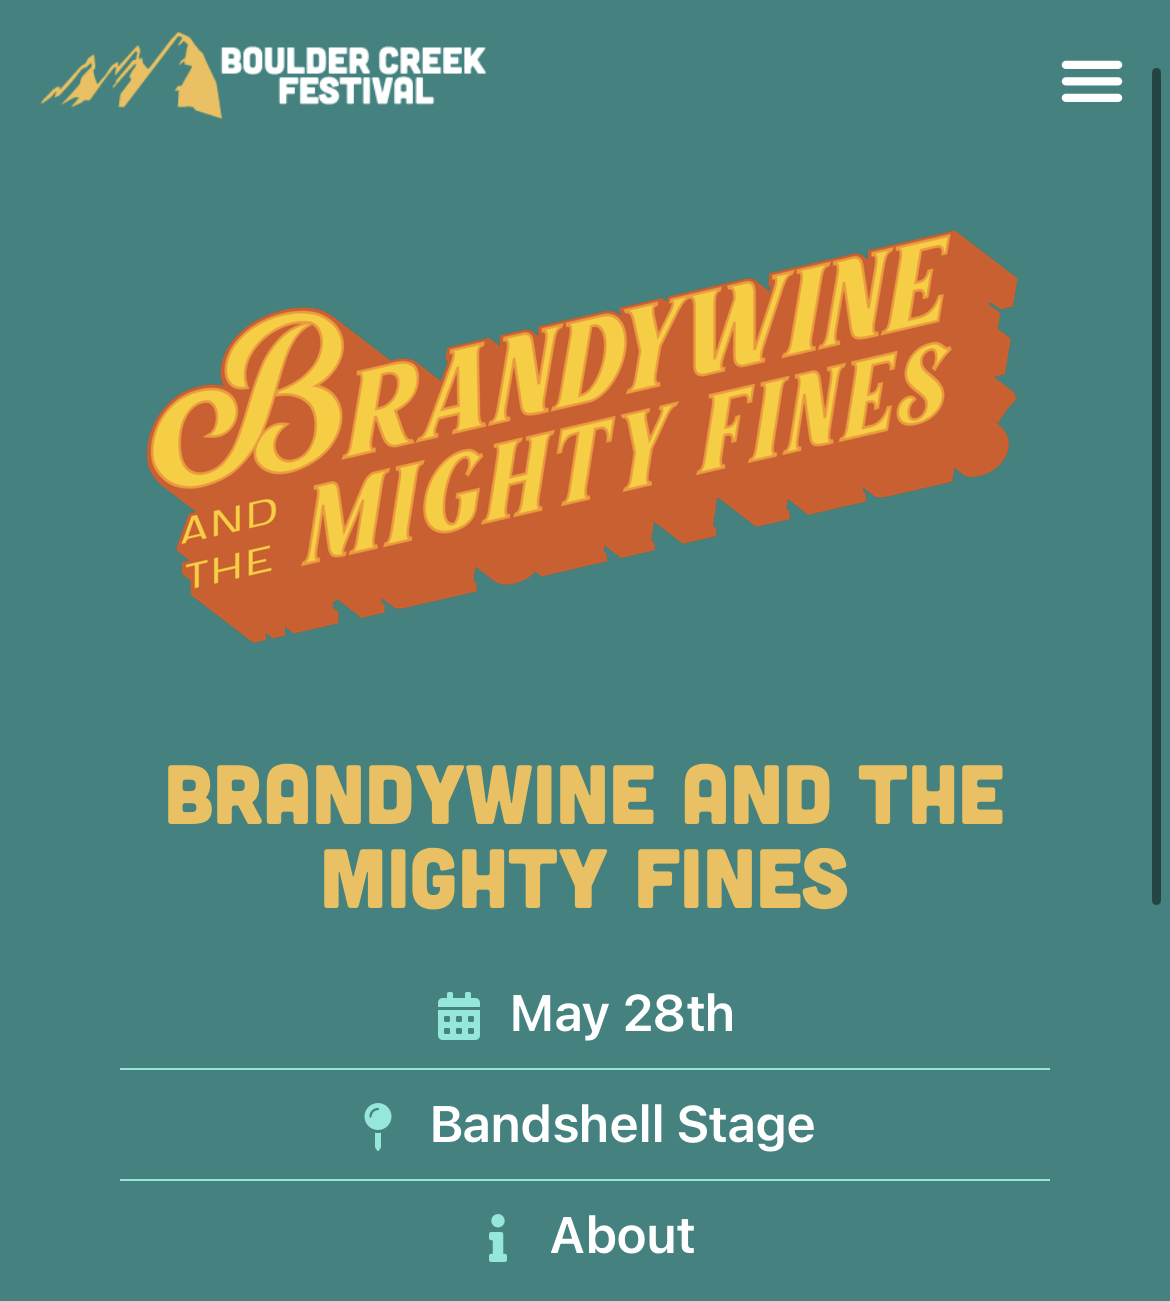 BOULDER CREEK
FESTIVAL
BRANDYWINE
AND THE
MIGHTY FINES
BRANDYWINE AND THE
MIGHTY FINES
May 28th
Bandshell Stage
About